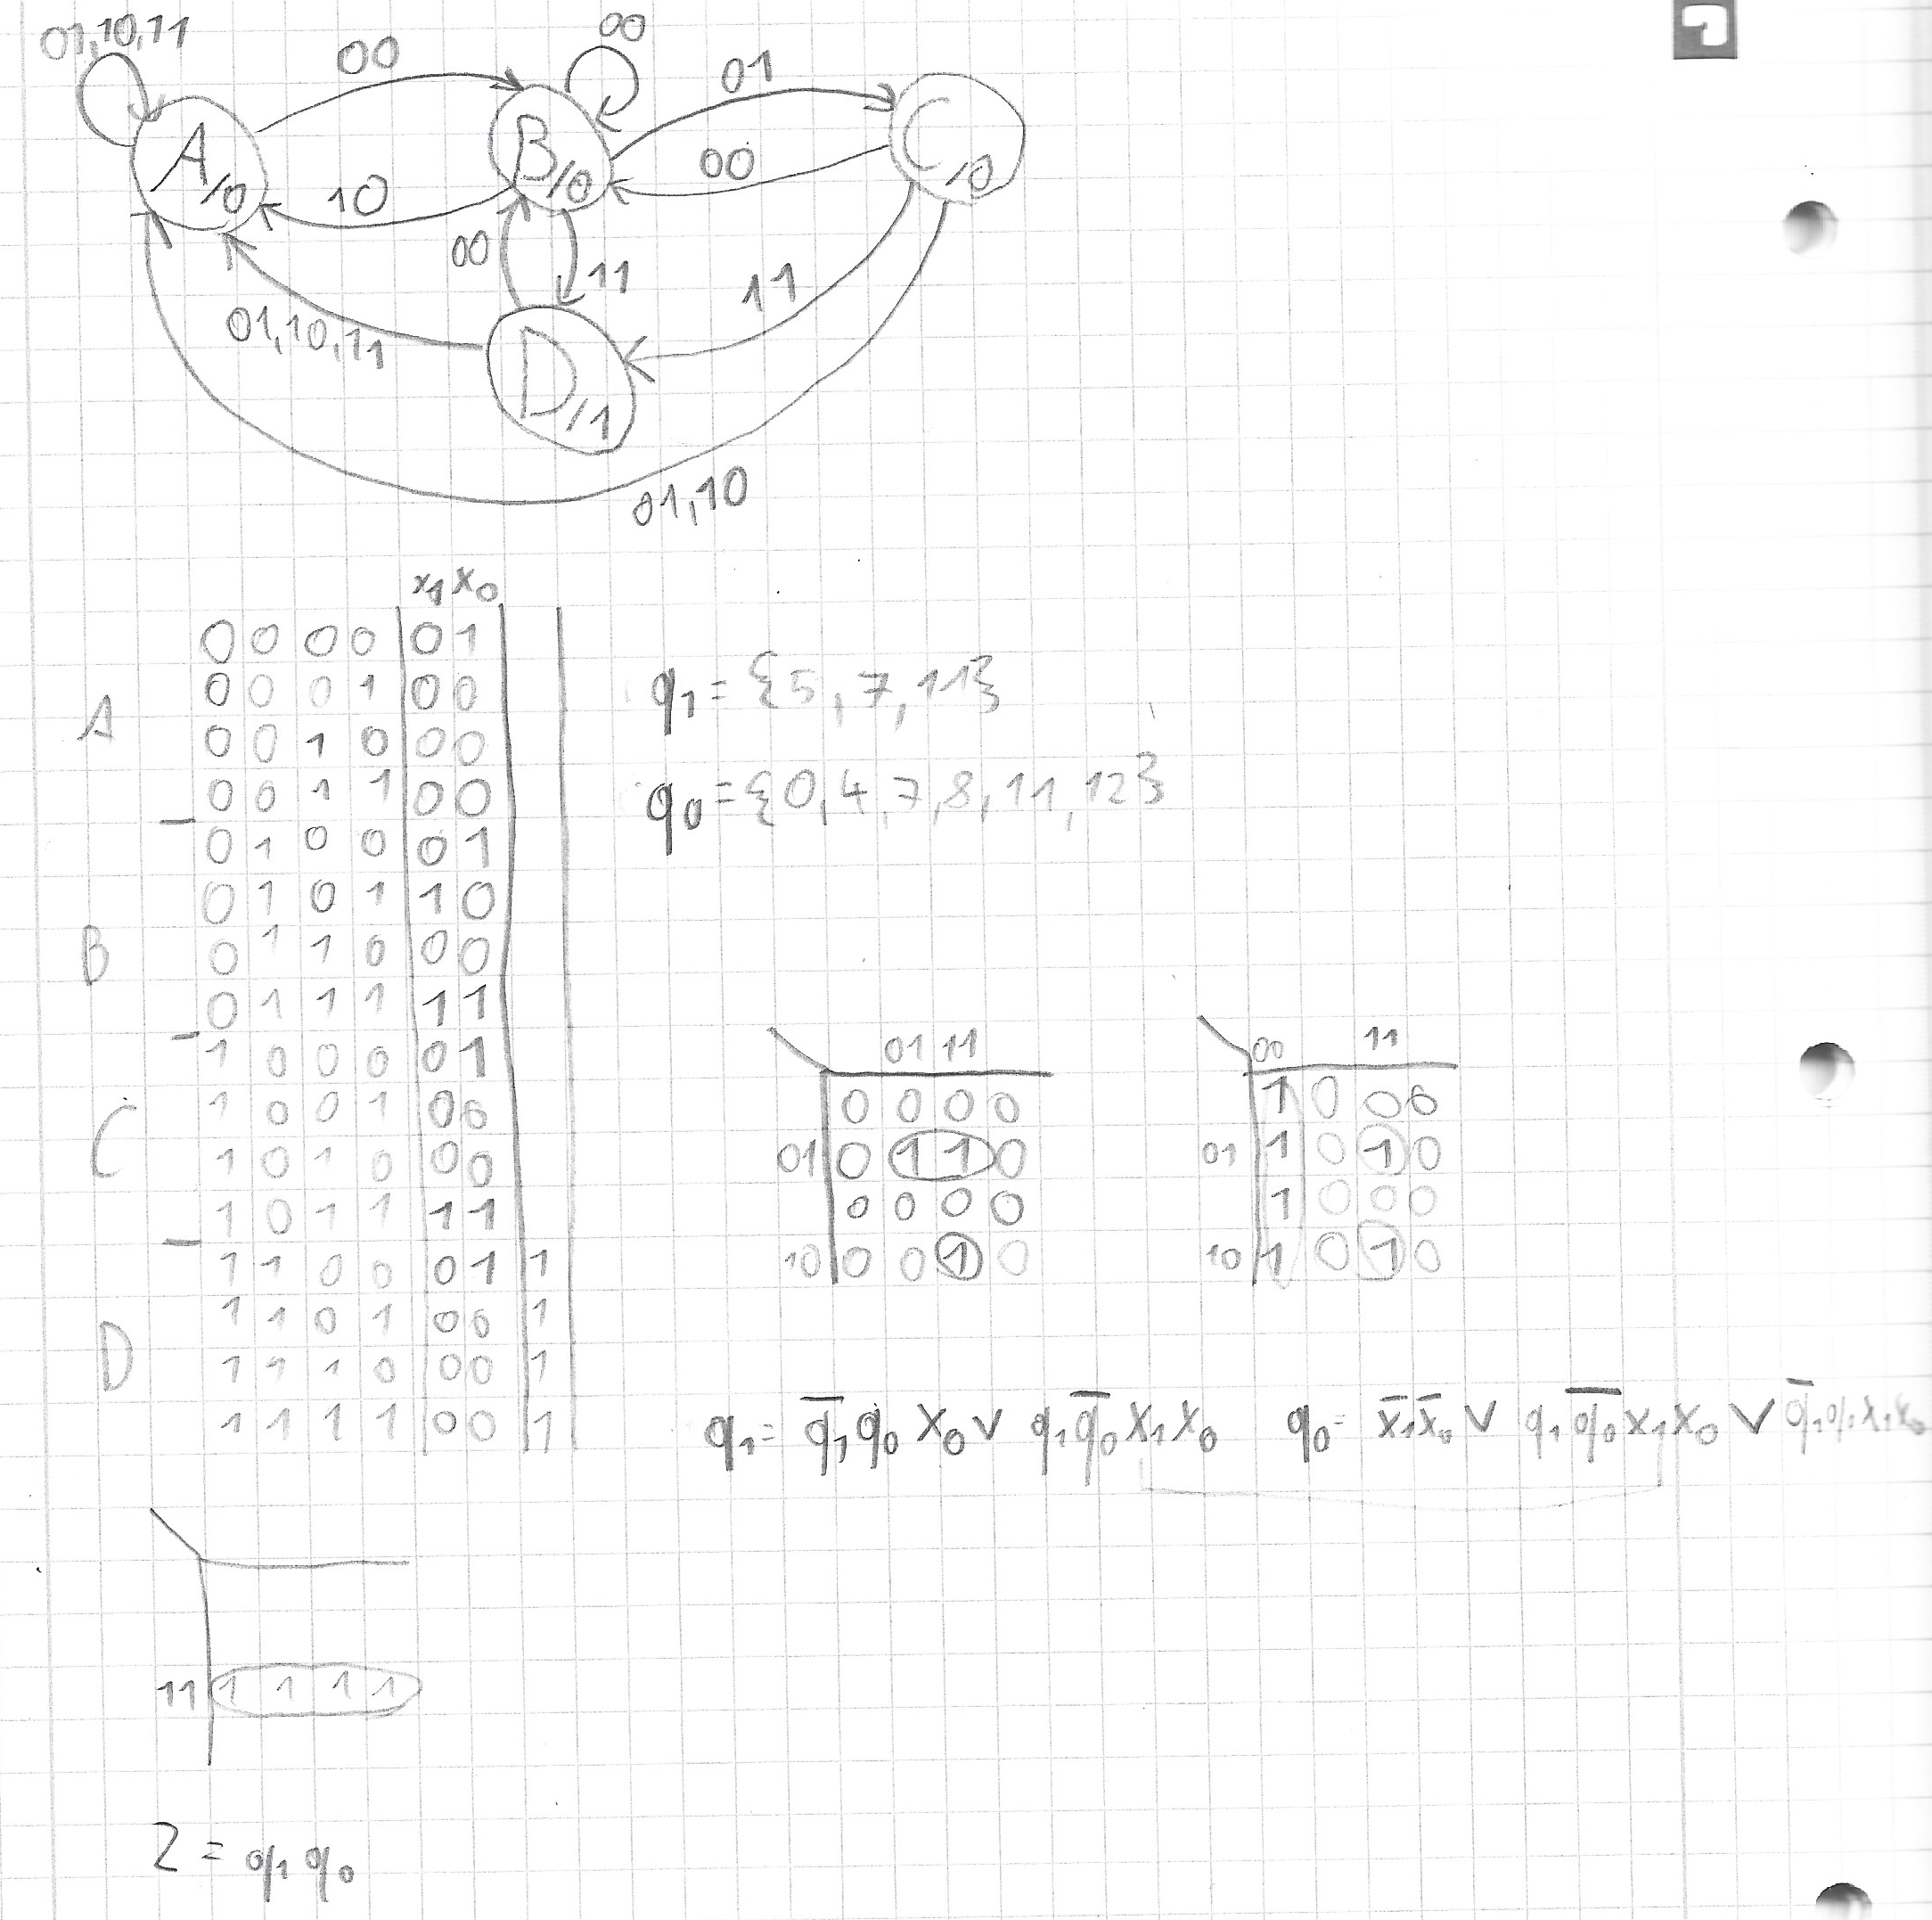 01,10,11
00
00
01
A/0
B/0
C/0
10
00
00
11
11
01,10,11
D/1
01,10
x₁ x₀
0 0 0 0 | 0 1
0 0 0 1 | 0 0
A
0 0 1 0 | 0 0
0 0 1 1 | 0 0
0 1 0 0 | 0 1
0 1 0 1 | 1 0
B
0 1 1 0 | 0 0
0 1 1 1 | 1 1
1 0 0 0 | 0 1
1 0 0 1 | 0 0
C
1 0 1 0 | 0 0
1 0 1 1 | 1 1
1 1 0 0 | 0 1 | 1
1 1 0 1 | 0 0 | 1
D
1 1 1 0 | 0 0 | 1
1 1 1 1 | 0 0 | 1
q₁ = {5, 7, 11}
q₀ = {0, 4, 7, 8, 11, 12}
01 11
0 0 0 0
01 0 1 1 0
0 0 0 0
10 0 0 1 0
00 11
1 0 0 0
01 1 0 1 0
1 0 0 0
10 1 0 1 0
q₁ = q̅₁ q₀ x₀ ∨ q₁ q̅₀ x₁ x₀
q₀ = x̅₁ x̅₀ ∨ q₁ q̅₀ x₁ x₀ ∨ q̅₁ q₀ x₁ x₀
11 1 1 1 1
Z = q₁ q₀